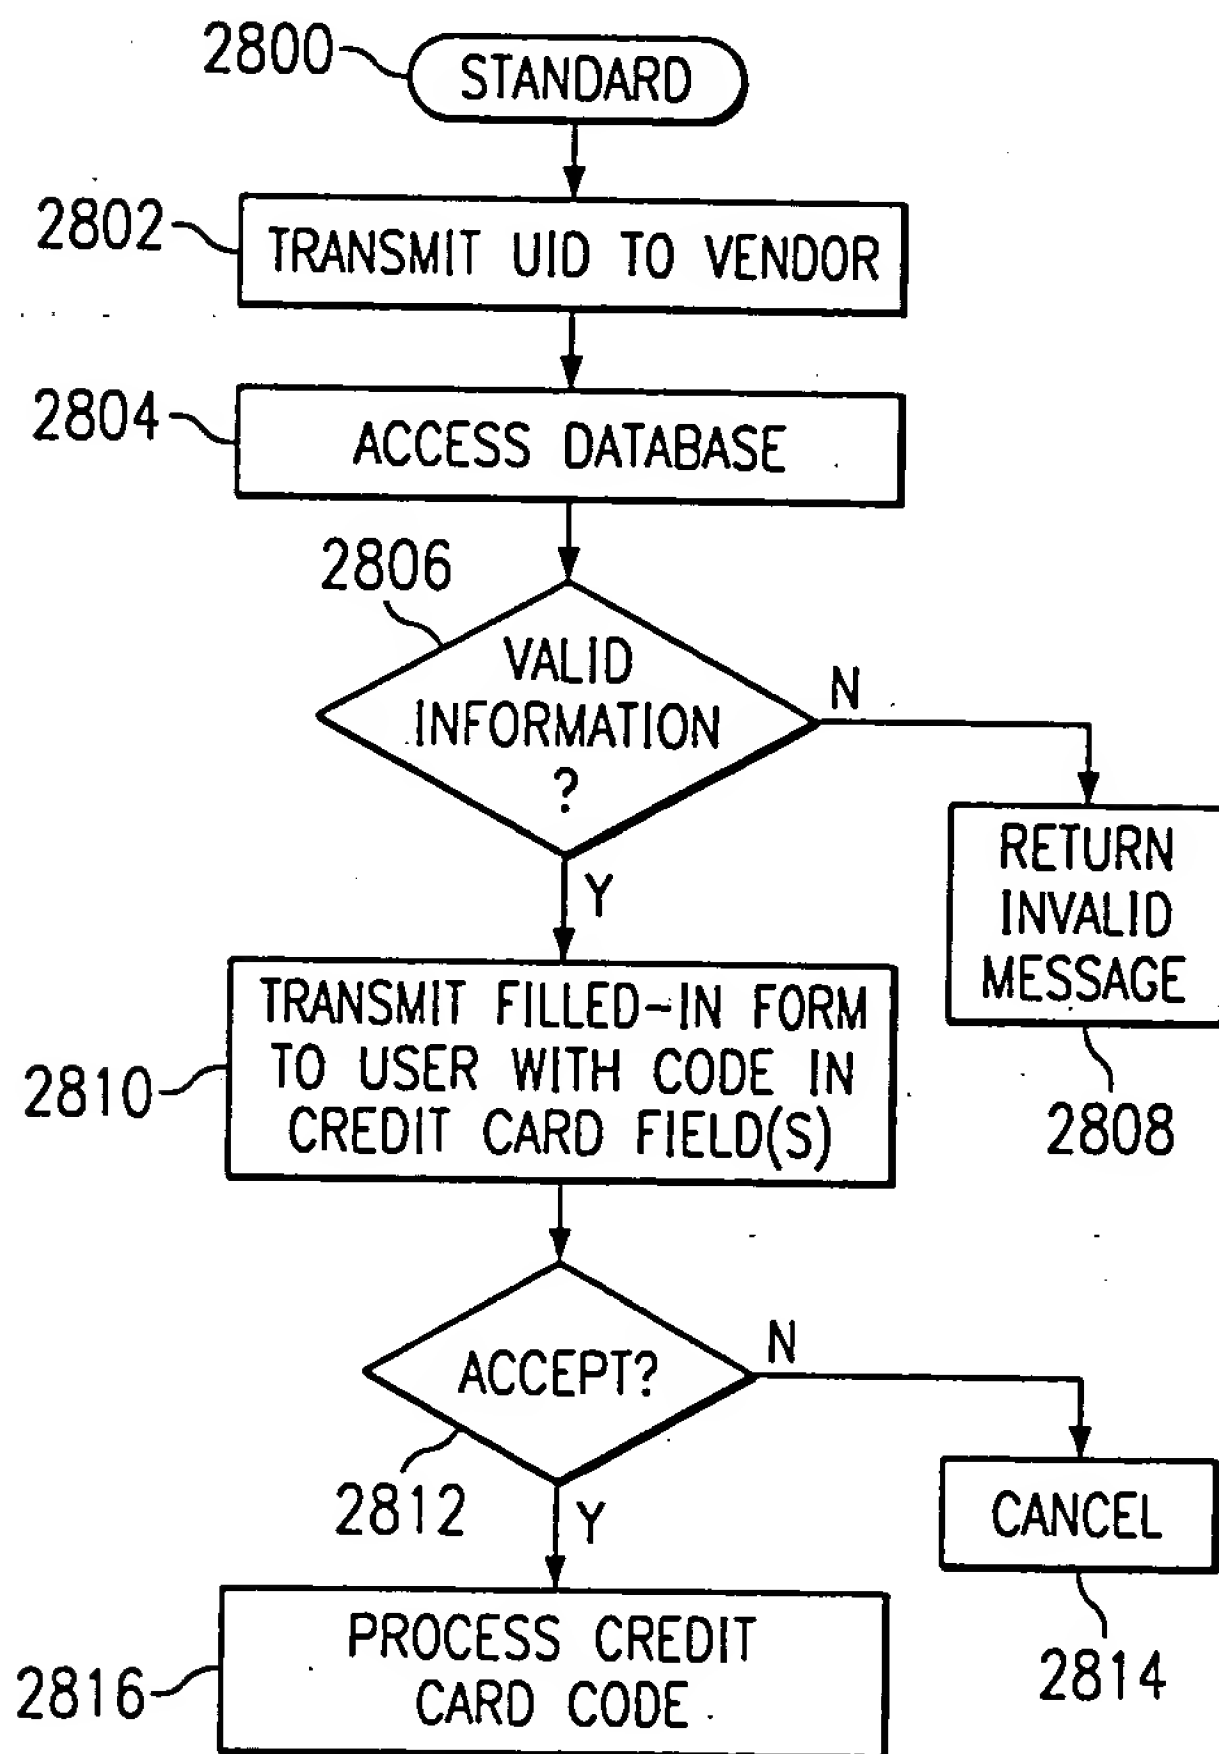 2800
STANDARD
2802
TRANSMIT UID TO VENDOR
2804
ACCESS DATABASE
2806
VALID
INFORMATION
?
N
Y
RETURN
INVALID
MESSAGE
2808
TRANSMIT FILLED-IN FORM
TO USER WITH CODE IN
CREDIT CARD FIELD(S)
2810
ACCEPT?
N
2812
Y
CANCEL
2814
PROCESS CREDIT
CARD CODE
2816